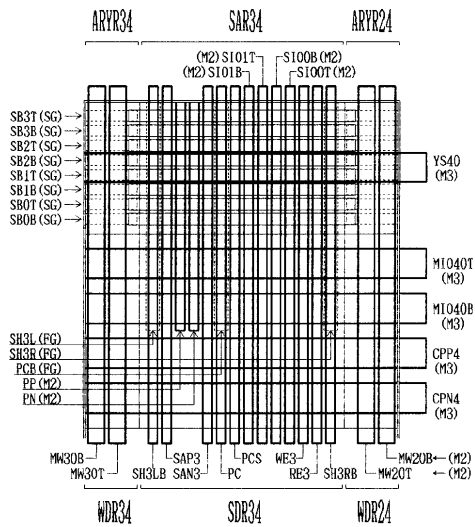 ARYR34 SAR34 ARYR24
(M2) SIO1T SIO0B (M2)
(M2) SIO1B SIO0T (M2)
SB3T (SG)
SB3B (SG)
SB2T (SG)
SB2B (SG)
SB1T (SG)
SB1B (SG)
SB0T (SG)
SB0B (SG)
YS40
(M3)
MIO40T
(M3)
MIO40B
(M3)
SH3L (FG)
SH3R (FG)
PCB (FG)
PP (M2)
PN (M2)
CPP4
(M3)
CPN4
(M3)
MW30B SAP3 PCS WE3 MW20B (M2)
MW30T SH3LB SAN3 PC RE3 SH3RB MW20T (M2)
WDR34 SDR34 WDR24